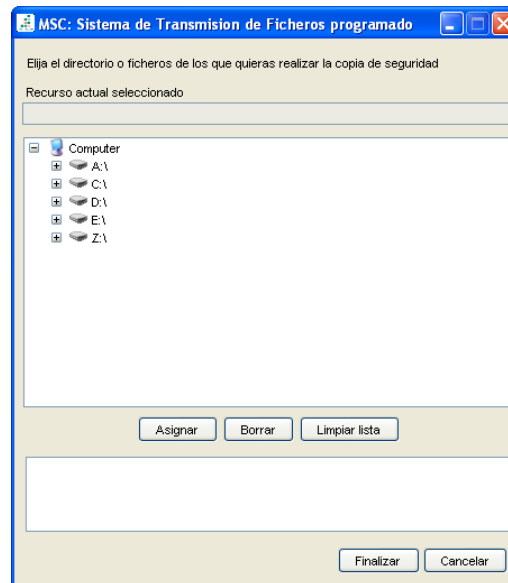 MSC: Sistema de Transmision de Ficheros programado
Elija el directorio o ficheros de los que quieras realizar la copia de seguridad
Recurso actual seleccionado
Computer
A:\
C:\
D:\
E:\
Z:\
Asignar Borrar Limpiar lista
Finalizar Cancelar